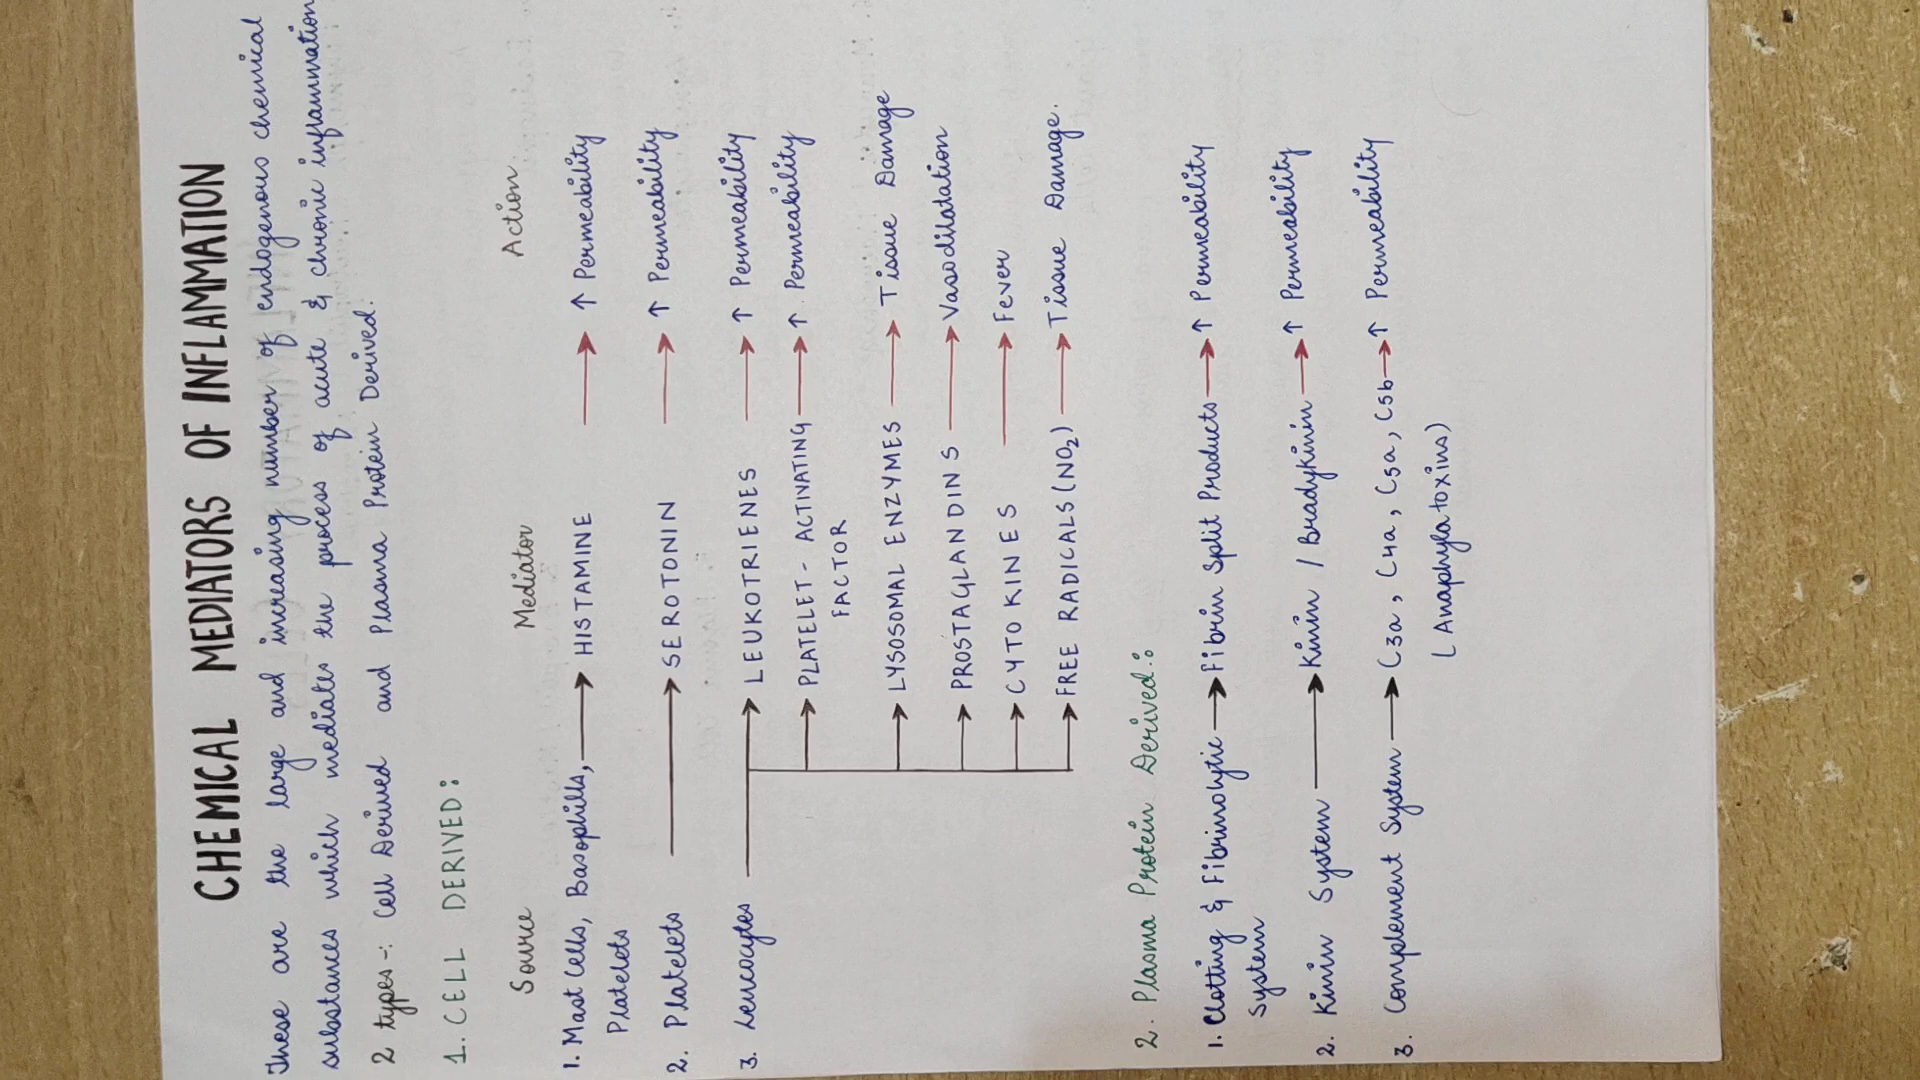 CHEMICAL MEDIATORS OF INFLAMMATION
These are the large and increasing number of endogenous chemical
substances which mediates the process of acute & chronic inflammation
2 types -: Cell Derived and Plasma Protein Derived.
1. CELL DERIVED :
Source Mediator Action
1. Mast Cells, Basophills, → HISTAMINE → ↑ Permeability
Platelets
2. Platelets → SEROTONIN → ↑ Permeability
3. Leucocytes → LEUKOTRIENES → ↑ Permeability
→ PLATELET - ACTIVATING → ↑ Permeability
FACTOR
→ LYSOSOMAL ENZYMES → Tissue Damage
→ PROSTAGLANDINS → Vasodilatation
→ CYTOKINES → Fever
→ FREE RADICALS (NO₂) → Tissue Damage.
2. Plasma Protein Derived :
1. Clotting & Fibrinolytic → Fibrin Split Products → ↑ Permeability
System
2. Kinin System → Kinin / Bradykinin → ↑ Permeability
3. Complement System → C3a, C4a, C5a, C5b → ↑ Permeability
(Anaphylatoxins)